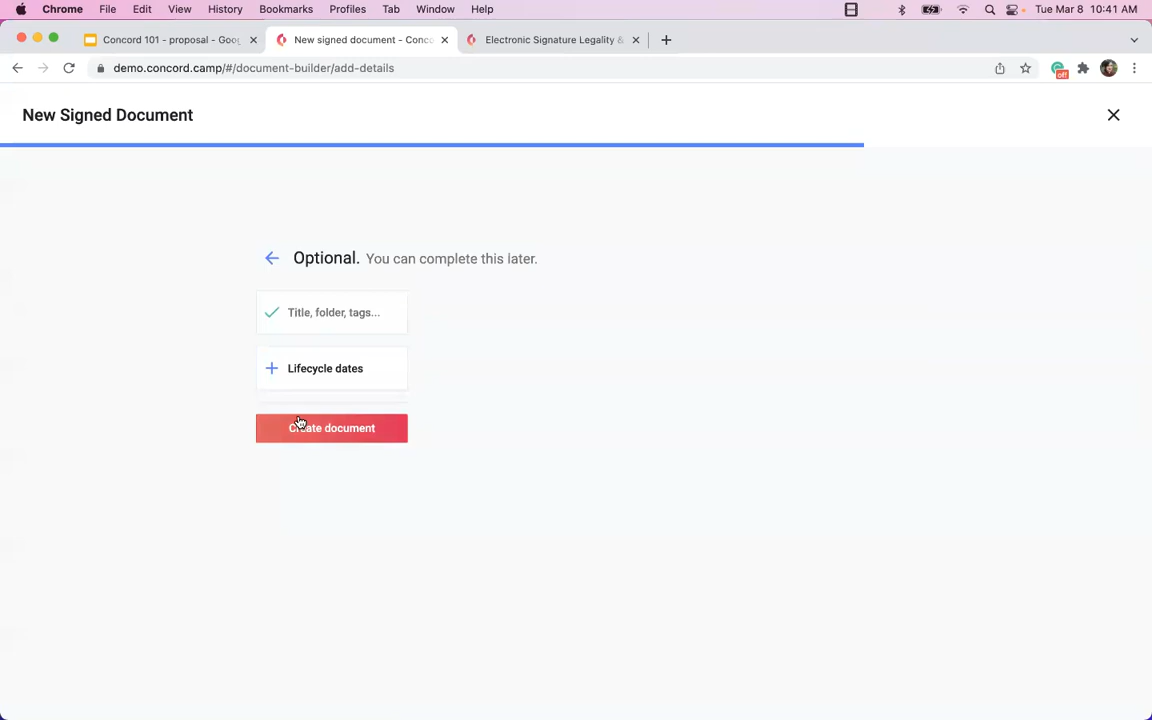 Chrome File Edit View History Bookmarks Profiles Tab Window Help Tue Mar 8 10:41 AM
Concord 101 - proposal - Goog New signed document - Conco Electronic Signature Legality &
demo.concord.camp/#/document-builder/add-details
off
New Signed Document
Optional. You can complete this later.
Title, folder, tags...
Lifecycle dates
Create document